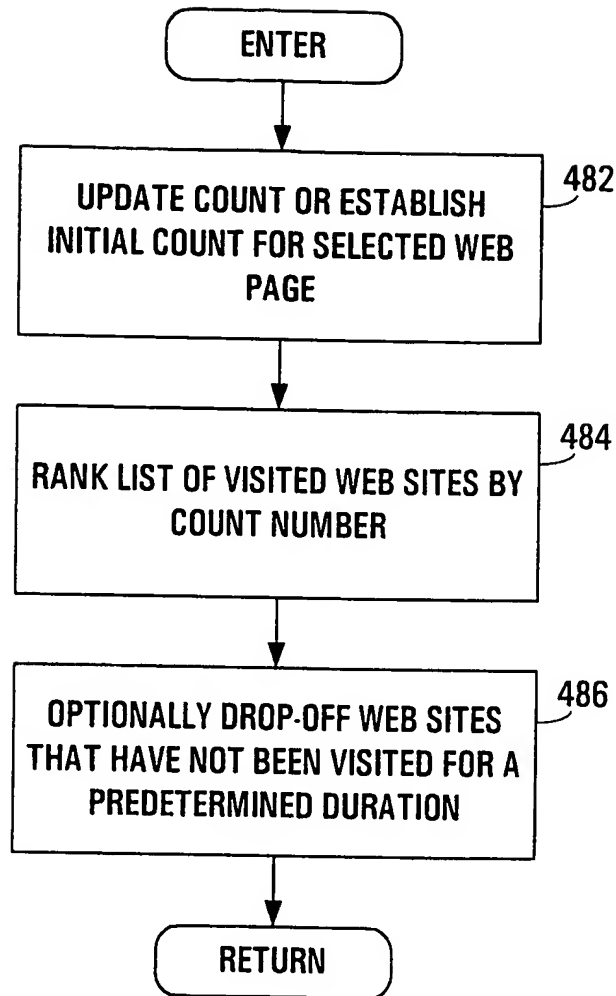 ENTER
UPDATE COUNT OR ESTABLISH
INITIAL COUNT FOR SELECTED WEB
PAGE
482
RANK LIST OF VISITED WEB SITES BY
COUNT NUMBER
484
OPTIONALLY DROP-OFF WEB SITES
THAT HAVE NOT BEEN VISITED FOR A
PREDETERMINED DURATION
486
RETURN